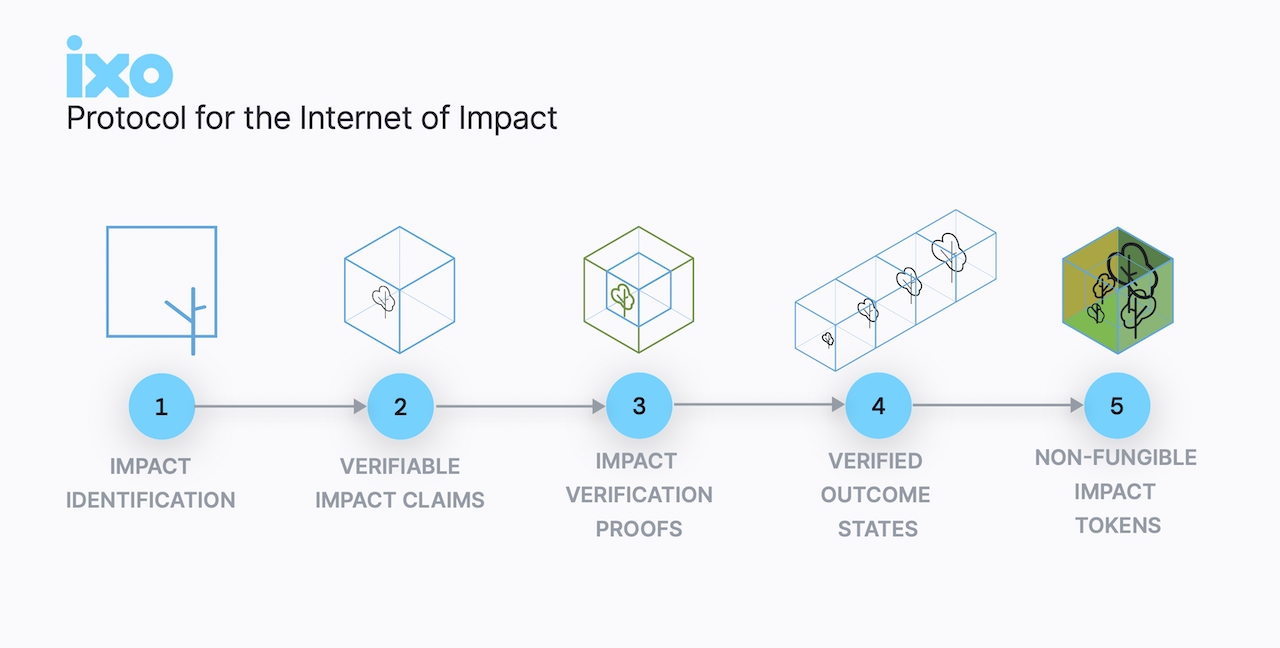 ixo
Protocol for the Internet of Impact
1
2
3
4
5
IMPACT
IDENTIFICATION
VERIFIABLE
IMPACT CLAIMS
IMPACT
VERIFICATION
PROOFS
VERIFIED
OUTCOME
STATES
NON-FUNGIBLE
IMPACT
TOKENS